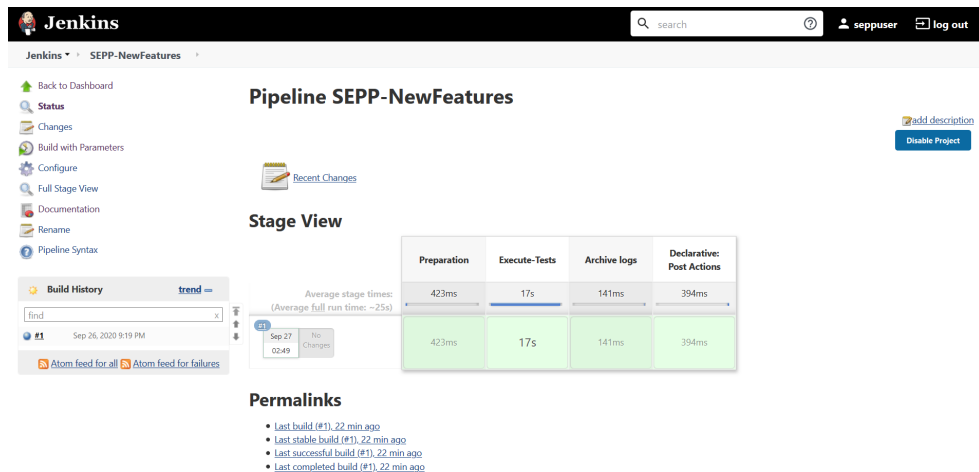 Jenkins
search
seppuser
log out
Jenkins
SEPP-NewFeatures
Back to Dashboard
Status
Changes
Build with Parameters
Configure
Full Stage View
Documentation
Rename
Pipeline Syntax
Build History
trend
find
x
#1
Sep 26, 2020 9:19 PM
Atom feed for all
Atom feed for failures
Pipeline SEPP-NewFeatures
add description
Disable Project
Recent Changes
Stage View
Preparation
Execute-Tests
Archive logs
Declarative:
Post Actions
Average stage times:
(Average full run time: ~25s)
423ms
17s
141ms
394ms
#1
Sep 27
02:49
No
Changes
423ms
17s
141ms
394ms
Permalinks
Last build (#1), 22 min ago
Last stable build (#1), 22 min ago
Last successful build (#1), 22 min ago
Last completed build (#1), 22 min ago